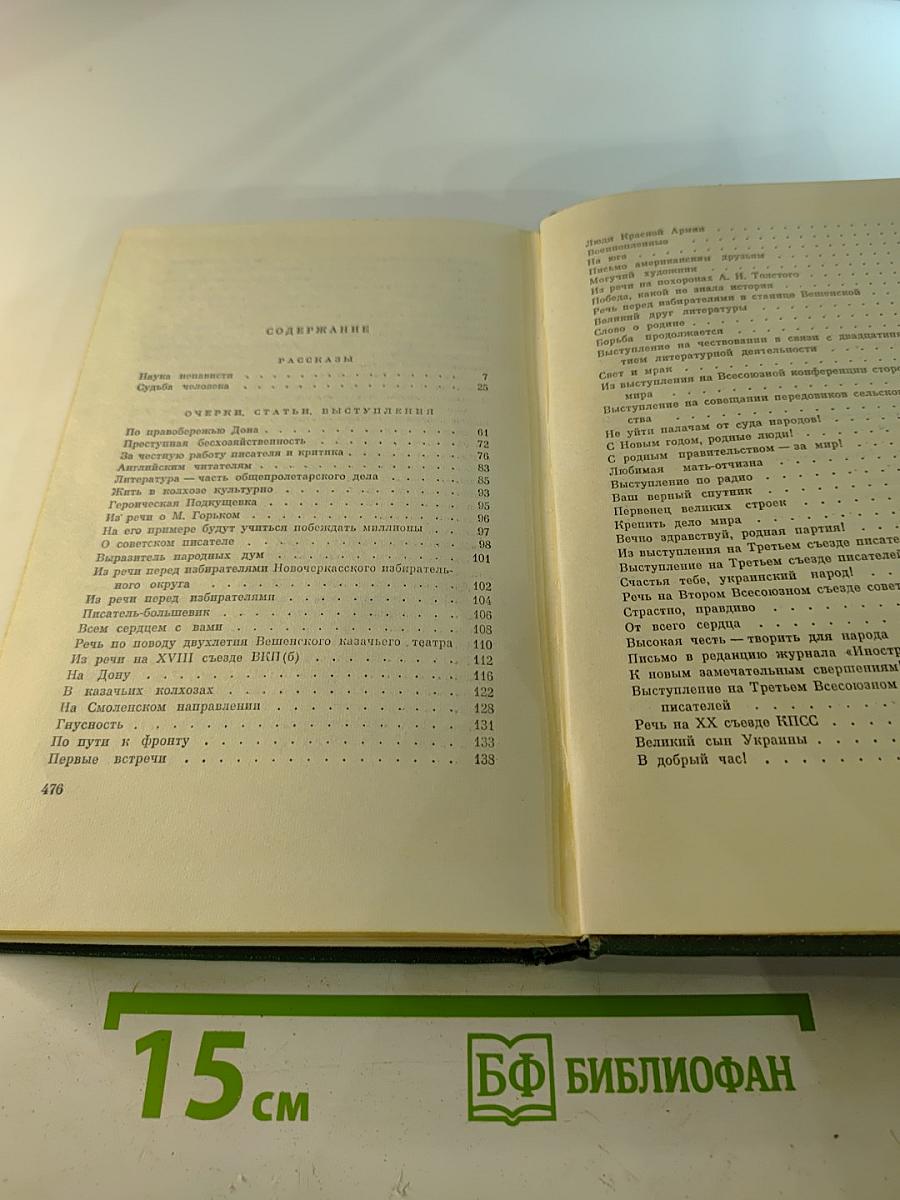 СОДЕРЖАНИЕ
РАССКАЗЫ
Наука ненависти . . . . . . . . . . . . . . . 7
Судьба человека . . . . . . . . . . . . . . . 25
ОЧЕРКИ, СТАТЬИ, ВЫСТУПЛЕНИЯ
По правобережью Дона . . . . . . . . . . . . . 61
Преступная бесхозяйственность . . . . . . . . . . 72
За честную работу писателя и критика . . . . . . . . 76
Английским читателям . . . . . . . . . . . . . 83
Литература — часть общепролетарского дела . . . . . 85
Жить в колхозе культурно . . . . . . . . . . . . 93
Героическая Подкущевка . . . . . . . . . . . . 95
Из речи о М. Горьком . . . . . . . . . . . . . 96
На его примере будут учиться побеждать миллионы . . 97
О советском писателе . . . . . . . . . . . . . 98
Выразитель народных дум . . . . . . . . . . . . 101
Из речи перед избирателями Новочеркасского избиратель-
ного округа . . . . . . . . . . . . . . . 102
Из речи перед избирателями . . . . . . . . . . . 104
Писатель-большевик . . . . . . . . . . . . . . 106
Всем сердцем с вами . . . . . . . . . . . . . 108
Речь по поводу двухлетия Вешенского казачьего театра 110
Из речи на XVIII съезде ВКП(б) . . . . . . . . . 112
На Дону . . . . . . . . . . . . . . . . . 116
В казачьих колхозах . . . . . . . . . . . . . 122
На Смоленском направлении . . . . . . . . . . . 128
Гнусность . . . . . . . . . . . . . . . . . 131
По пути к фронту . . . . . . . . . . . . . . 133
Первые встречи . . . . . . . . . . . . . . . 138
476
Люди Красной Армии . . . . . . . . .
Военнопленные . . . . . . . . .
На юге . . . . . . . . .
Письмо американским друзьям . . . . .
Могучий художник . . . . . . .
Из речи на похоронах А. Н. Толстого . . . .
Победа, какой не знала история . . . . .
Речь перед избирателями в станице Вешенской . .
Великий друг литературы . . . . . .
Слово о родине . . . . . . . .
Борьба продолжается . . . . . . .
Выступление на чествовании в связи с двадцатипя
тием литературной деятельности . . . .
Свет и мрак . . . . . . . .
Из выступления на Всесоюзной конференции сторо
мира . . . . . . . .
Выступление на совещании передовиков сельског
ства . . . . . . . .
Не уйти палачам от суда народов! . . . .
С Новым годом, родные люди! . . . . .
С родным правительством — за мир! . . .
Любимая мать-отчизна . . . . . .
Выступление по радио . . . . . .
Ваш верный спутник . . . . . .
Первенец великих строек . . . . .
Крепить дело мира . . . . . . .
Вечно здравствуй, родная партия! . . . .
Из выступления на Третьем съезде писате
Выступление на Третьем съезде писателей
Счастья тебе, украинский народ! . . .
Речь на Втором Всесоюзном съезде совет
Страстно, правдиво . . . . . .
От всего сердца . . . . . . .
Высокая честь — творить для народа
Письмо в редакцию журнала «Иностр
К новым замечательным свершениям!
Выступление на Третьем Всесоюзном
писателей . . . . . . .
Речь на XX съезде КПСС . . . .
Великий сын Украины . . . . .
В добрый час! . . . . . . .
15 см
БФ БИБЛИОФАН